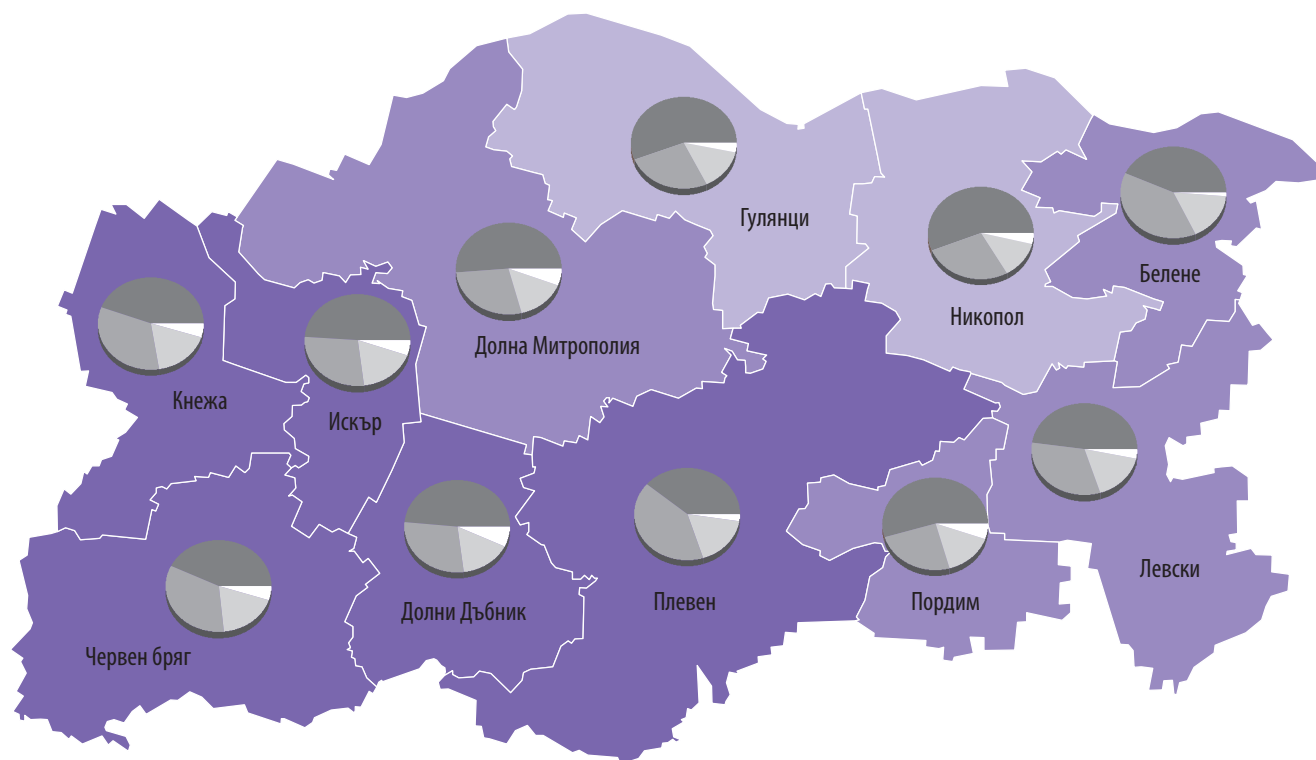 Гулянци
Белене
Никопол
Долна Митрополия
Кнежа
Искър
Левски
Плевен
Пордим
Долни Дъбник
Червен бряг